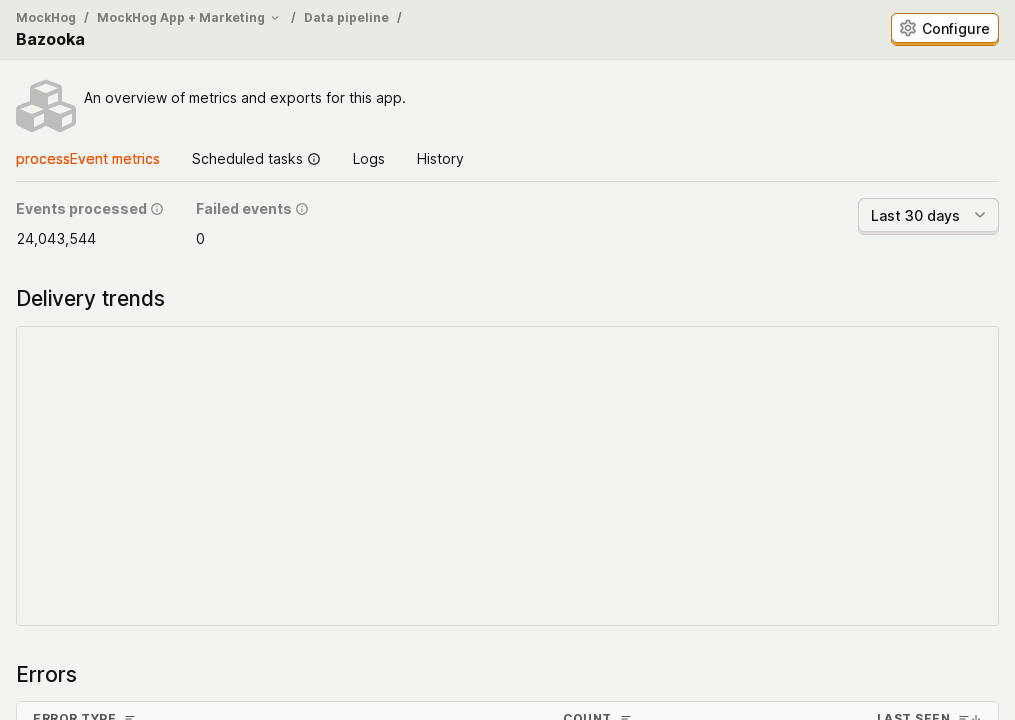 MockHog / MockHog App + Marketing / Data pipeline /
Bazooka
Configure
An overview of metrics and exports for this app.
processEvent metrics Scheduled tasks Logs History
Events processed Failed events
24,043,544 0
Last 30 days
Delivery trends
Errors
ERROR TYPE COUNT LAST SEEN